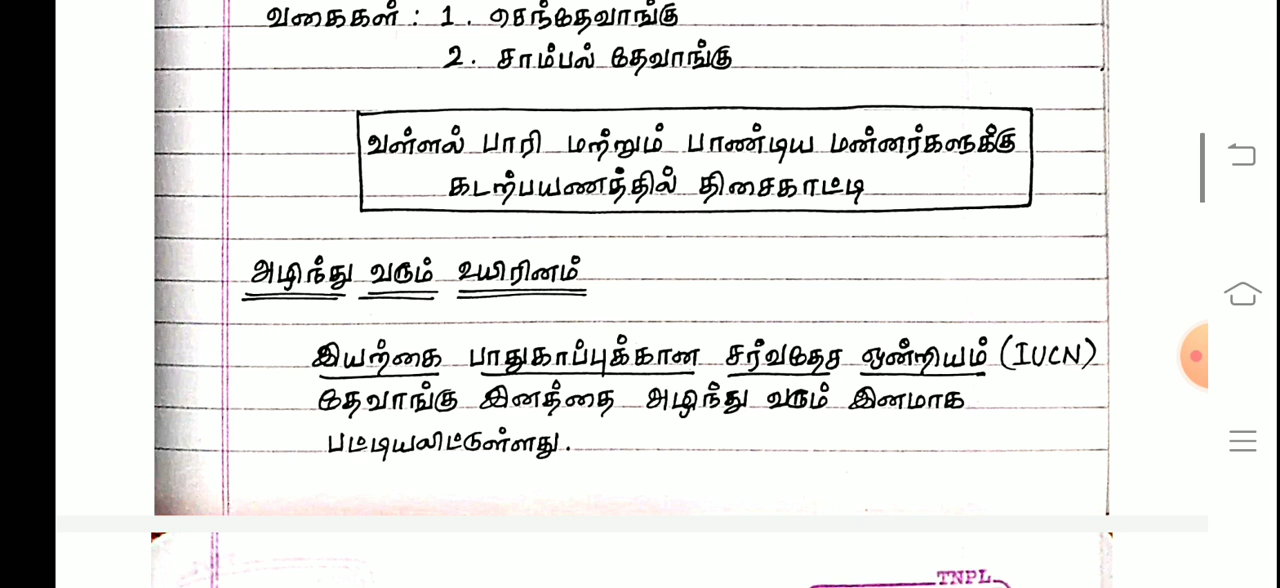 வகைகள் : 1. செந்தேவாங்கு
2. சாம்பல் தேவாங்கு
வள்ளல் பாரி மற்றும் பாண்டிய மன்னர்களுக்கு
கடற்பயணத்தில் திசைகாட்டி
அழிந்து வரும் உயிரினம்
இயற்கை பாதுகாப்புக்கான சர்வதேச ஒன்றியம் (IUCN)
தேவாங்கு இனத்தை அழிந்து வரும் இனமாக
பட்டியலிட்டுள்ளது.
TNPL